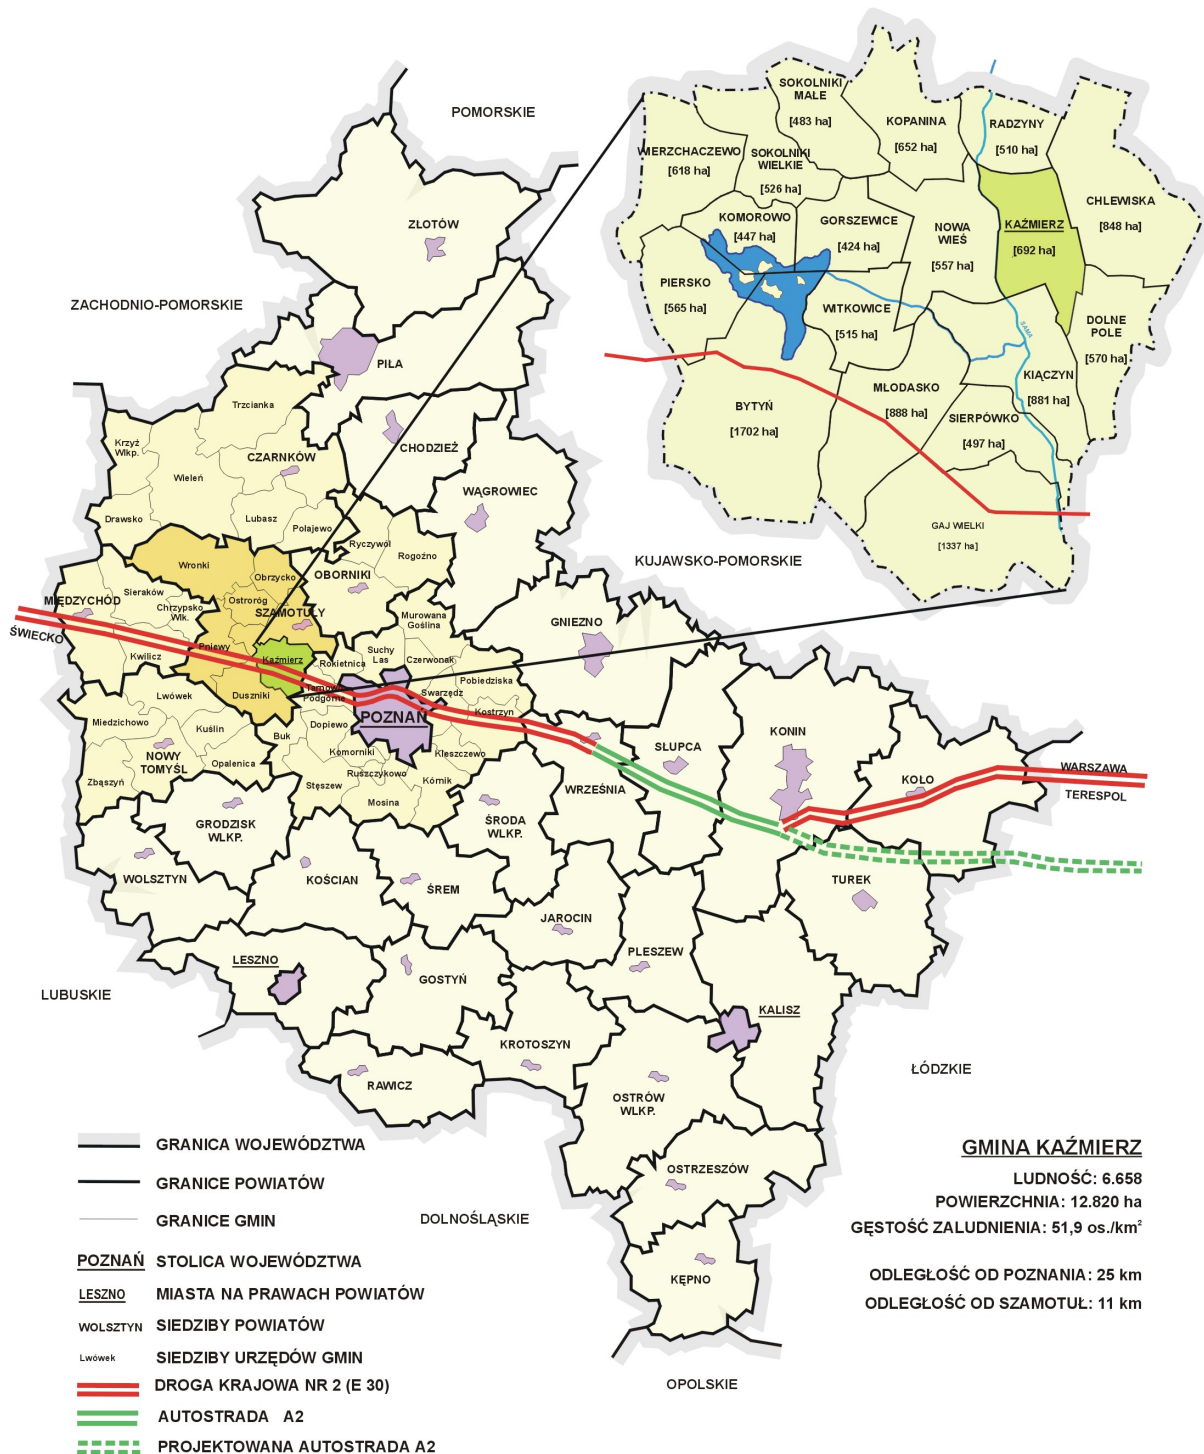 POMORSKIE
ZŁOTÓW
ZACHODNIO-POMORSKIE
PIŁA
Trzcianka
Krzyż
Wlkp.
CZARNKÓW
Wieleń
CHODZIEŻ
WĄGROWIEC
Drawsko
Lubasz
Połajewo
Ryczywół
Rogoźno
Wronki
Obrzycko
OBORNIKI
KUJAWSKO-POMORSKIE
MIĘDZYCHÓD
Sieraków
Chrzypsko
Wlk.
Ostroróg
SZAMOTUŁY
Murowana
Goślina
GNIEZNO
ŚWIECKO
Kwilicz
Pniewy
Kaźmierz
Rokietnica
Suchy
Las
Czerwonak
Pobiedziska
Lwówek
Duszniki
Tarnowo
Podgórne
Swarzędz
Kostrzyn
POZNAŃ
Miedzichowo
Kuślin
Buk
Dopiewo
Komorniki
Kleszczewo
NOWY
TOMYŚL
Opalenica
Zbąszyń
Stęszew
Ruszczykowo
Kórnik
Mosina
SŁUPCA
KONIN
KOŁO
WARSZAWA
TERESPOL
WRZEŚNIA
GRODZISK
WLKP.
ŚRODA
WLKP.
WOLSZTYN
KOŚCIAN
ŚREM
TUREK
JAROCIN
PLESZEW
LESZNO
GOSTYŃ
LUBUSKIE
KALISZ
KROTOSZYN
RAWICZ
OSTRÓW
WLKP.
ŁÓDZKIE
OSTRZESZÓW
DOLNOŚLĄSKIE
KĘPNO
OPOLSKIE
SOKOLNIKI
MAŁE
[483 ha]
KOPANINA
[652 ha]
RADZYNY
[510 ha]
WIERZCHACZEWO
[618 ha]
SOKOLNIKI
WIELKIE
[526 ha]
CHLEWISKA
[848 ha]
KOMOROWO
[447 ha]
GORSZEWICE
[424 ha]
NOWA
WIEŚ
[557 ha]
KAŹMIERZ
[692 ha]
PIERSKO
[565 ha]
WITKOWICE
[515 ha]
SAMA
DOLNE
POLE
[570 ha]
BYTYŃ
[1702 ha]
MŁODASKO
[888 ha]
KIĄCZYN
[881 ha]
SIERPÓWKO
[497 ha]
GAJ WIELKI
[1337 ha]
GRANICA WOJEWÓDZTWA
GRANICE POWIATÓW
GRANICE GMIN
POZNAŃ STOLICA WOJEWÓDZTWA
LESZNO MIASTA NA PRAWACH POWIATÓW
WOLSZTYN SIEDZIBY POWIATÓW
Lwówek SIEDZIBY URZĘDÓW GMIN
DROGA KRAJOWA NR 2 (E 30)
AUTOSTRADA A2
PROJEKTOWANA AUTOSTRADA A2
GMINA KAŹMIERZ
LUDNOŚĆ: 6.658
POWIERZCHNIA: 12.820 ha
GĘSTOŚĆ ZALUDNIENIA: 51,9 os./km²
ODLEGŁOŚĆ OD POZNANIA: 25 km
ODLEGŁOŚĆ OD SZAMOTUŁ: 11 km